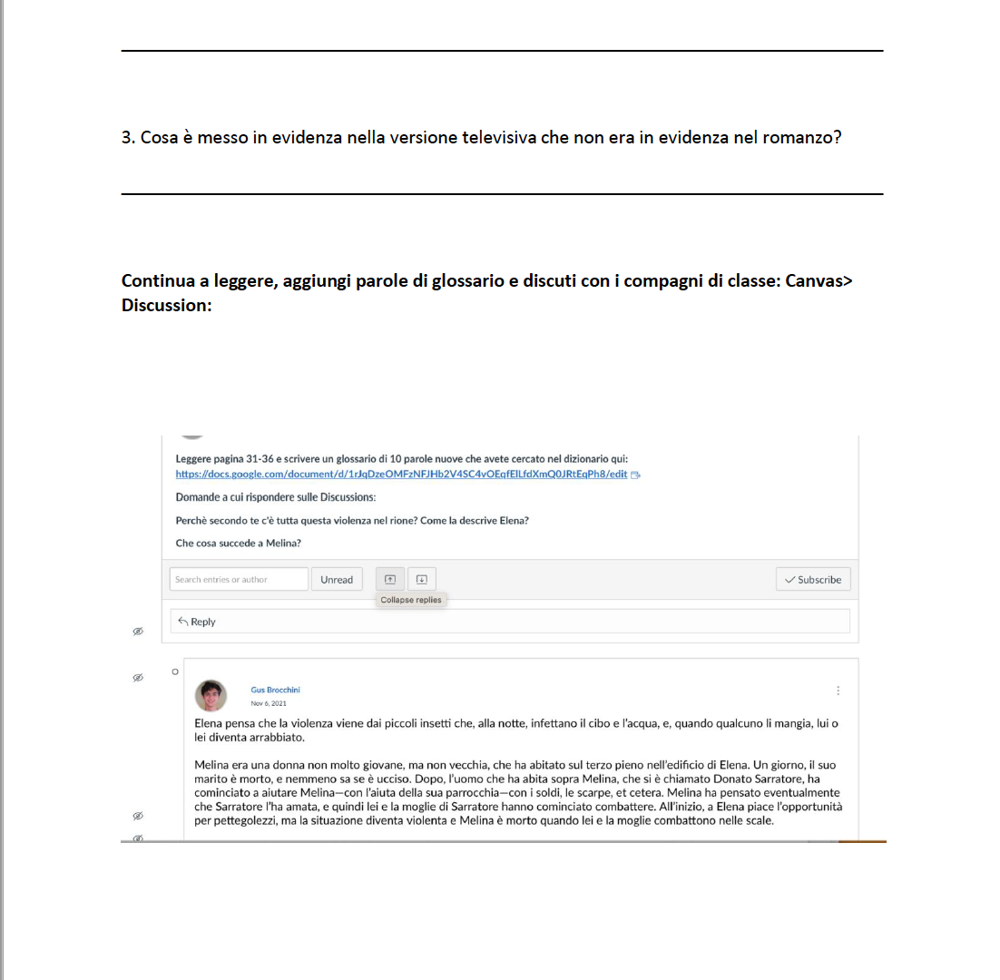 3. Cosa è messo in evidenza nella versione televisiva che non era in evidenza nel romanzo?
Continua a leggere, aggiungi parole di glossario e discuti con i compagni di classe: Canvas>
Discussion:
Leggere pagina 31-36 e scrivere un glossario di 10 parole nuove che avete cercato nel dizionario qui:
https://docs.google.com/document/d/1rJqDzeOMFzNFJHb2V4SC4vOEqfEILfdXmQ0JRtEqPh8/edit
Domande a cui rispondere sulle Discussions:
Perchè secondo te c'è tutta questa violenza nel rione? Come la descrive Elena?
Che cosa succede a Melina?
Search entries or author
Unread
Subscribe
Collapse replies
Reply
Gus Brocchini
Nov 6, 2021
Elena pensa che la violenza viene dai piccoli insetti che, alla notte, infettano il cibo e l'acqua, e, quando qualcuno li mangia, lui o
lei diventa arrabbiato.
Melina era una donna non molto giovane, ma non vecchia, che ha abitato sul terzo pieno nell'edificio di Elena. Un giorno, il suo
marito è morto, e nemmeno sa se è ucciso. Dopo, l'uomo che ha abita sopra Melina, che si è chiamato Donato Sarratore, ha
cominciato a aiutare Melina—con l'aiuta della sua parrocchia—con i soldi, le scarpe, et cetera. Melina ha pensato eventualmente
che Sarratore l'ha amata, e quindi lei e la moglie di Sarratore hanno cominciato combattere. All'inizio, a Elena piace l'opportunità
per pettegolezzi, ma la situazione diventa violenta e Melina è morto quando lei e la moglie combattono nelle scale.